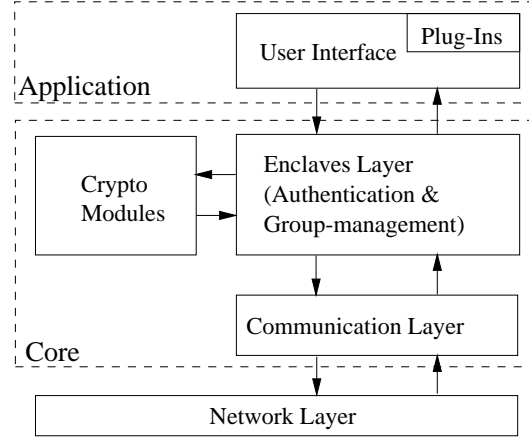 Plug-Ins
User Interface
Application
Enclaves Layer
(Authentication &
Group-management)
Crypto
Modules
Communication Layer
Core
Network Layer